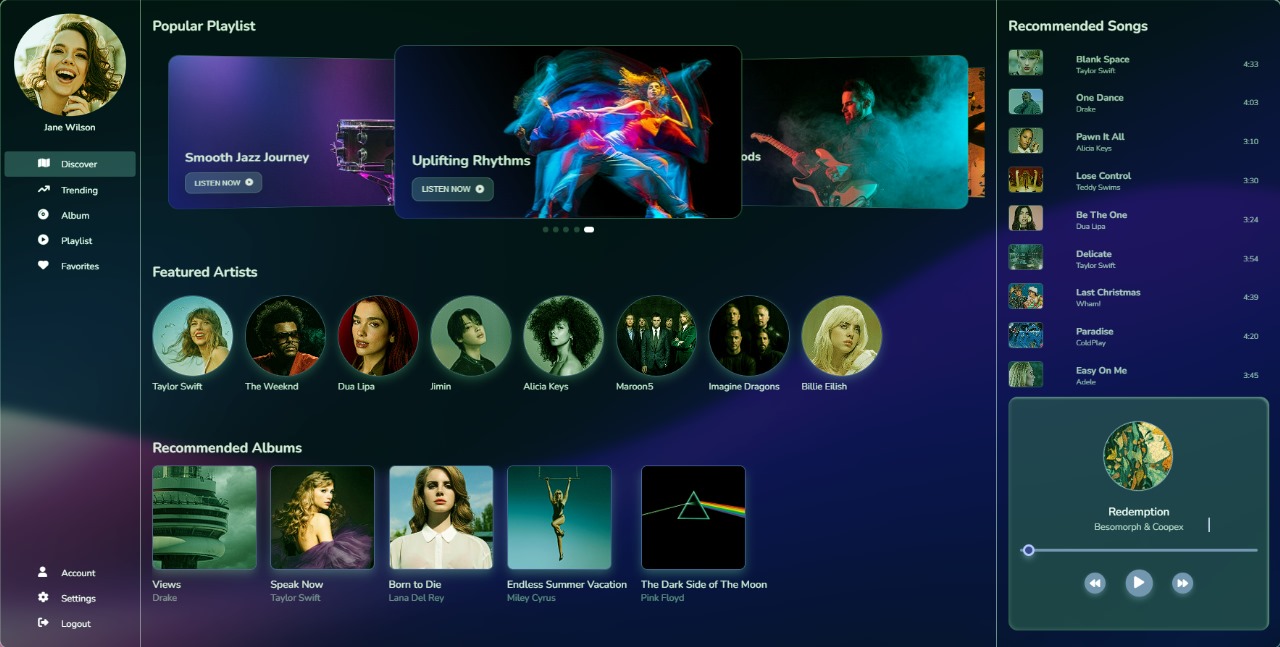 Jane Wilson
Discover
Trending
Album
Playlist
Favorites
Account
Settings
Logout
Popular Playlist
Smooth Jazz Journey
LISTEN NOW
Uplifting Rhythms
LISTEN NOW
ods
Featured Artists
Taylor Swift
The Weeknd
Dua Lipa
Jimin
Alicia Keys
Maroon5
Imagine Dragons
Billie Eilish
Recommended Albums
Views
Drake
Speak Now
Taylor Swift
Born to Die
Lana Del Rey
Endless Summer Vacation
Miley Cyrus
The Dark Side of The Moon
Pink Floyd
Recommended Songs
Blank Space
Taylor Swift
4:33
One Dance
Drake
4:03
Pawn It All
Alicia Keys
3:10
Lose Control
Teddy Swims
3:30
Be The One
Dua Lipa
3:24
Delicate
Taylor Swift
3:54
Last Christmas
Wham!
4:39
Paradise
ColdPlay
4:20
Easy On Me
Adele
3:45
Redemption
Besomorph & Coopex